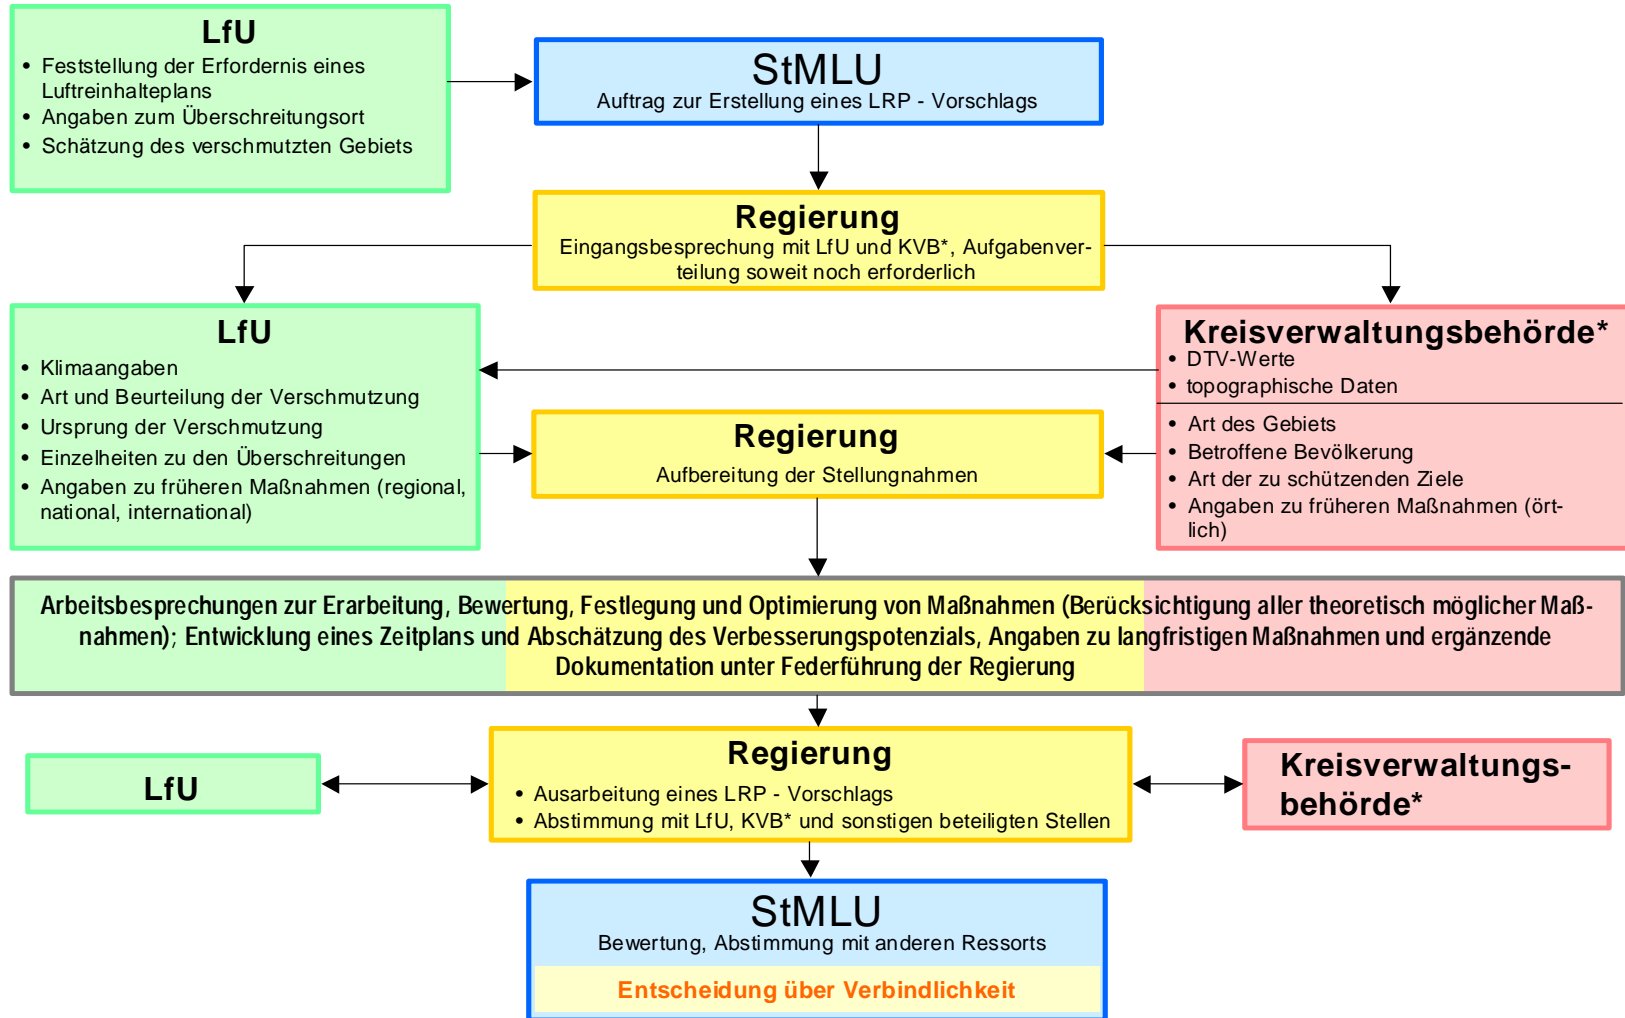 LfU
• Feststellung der Erfordernis eines
Luftreinhalteplans
• Angaben zum Überschreitungsort
• Schätzung des verschmutzten Gebiets
StMLU
Auftrag zur Erstellung eines LRP - Vorschlags
Regierung
Eingangsbesprechung mit LfU und KVB*, Aufgabenver-
teilung soweit noch erforderlich
LfU
• Klimaangaben
• Art und Beurteilung der Verschmutzung
• Ursprung der Verschmutzung
• Einzelheiten zu den Überschreitungen
• Angaben zu früheren Maßnahmen (regional,
national, international)
Regierung
Aufbereitung der Stellungnahmen
Kreisverwaltungsbehörde*
• DTV-Werte
• topographische Daten
• Art des Gebiets
• Betroffene Bevölkerung
• Art der zu schützenden Ziele
• Angaben zu früheren Maßnahmen (ört-
lich)
Arbeitsbesprechungen zur Erarbeitung, Bewertung, Festlegung und Optimierung von Maßnahmen (Berücksichtigung aller theoretisch möglicher Maß-
nahmen); Entwicklung eines Zeitplans und Abschätzung des Verbesserungspotenzials, Angaben zu langfristigen Maßnahmen und ergänzende
Dokumentation unter Federführung der Regierung
LfU
Regierung
• Ausarbeitung eines LRP - Vorschlags
• Abstimmung mit LfU, KVB* und sonstigen beteiligten Stellen
Kreisverwaltungs-
behörde*
StMLU
Bewertung, Abstimmung mit anderen Ressorts
Entscheidung über Verbindlichkeit